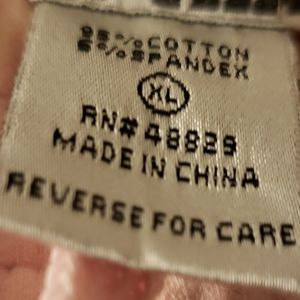 95% COTTON
5% SPANDEX
XL
RN# 48829
MADE IN CHINA
REVERSE FOR CARE